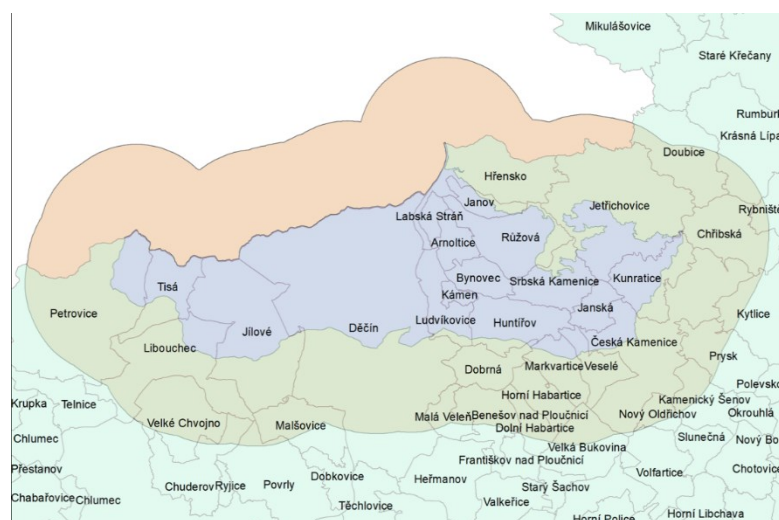 Mikulášovice
Staré Křečany
Rumburk
Krásná Lípa
Doubice
Hřensko
Janov
Jetřichovice
Rybniště
Labská Stráň
Chřibská
Arnoltice
Růžová
Tisá
Bynovec
Srbská Kamenice
Kunratice
Kámen
Petrovice
Janská
Kytlice
Jílové
Děčín
Ludvíkovice
Huntířov
Libouchec
Česká Kamenice
Prysk
Dobrná
Markvartice
Veselé
Polevsko
Krupka
Telnice
Horní Habartice
Kamenický Šenov
Velké Chvojno
Malšovice
Malá Veleň
Benešov nad Ploučnicí
Nový Oldřichov
Okrouhlá
Dolní Habartice
Chlumec
Slunečná
Nový Bo
Velká Bukovina
Františkov nad Ploučnicí
Přestanov
Dobkovice
Heřmanov
Volfartice
Chotovice
Chabařovice
Chlumec
Chuderov
Ryjice
Povrly
Starý Šachov
Těchlovice
Valkeřice
Horní Police
Horní Libchava